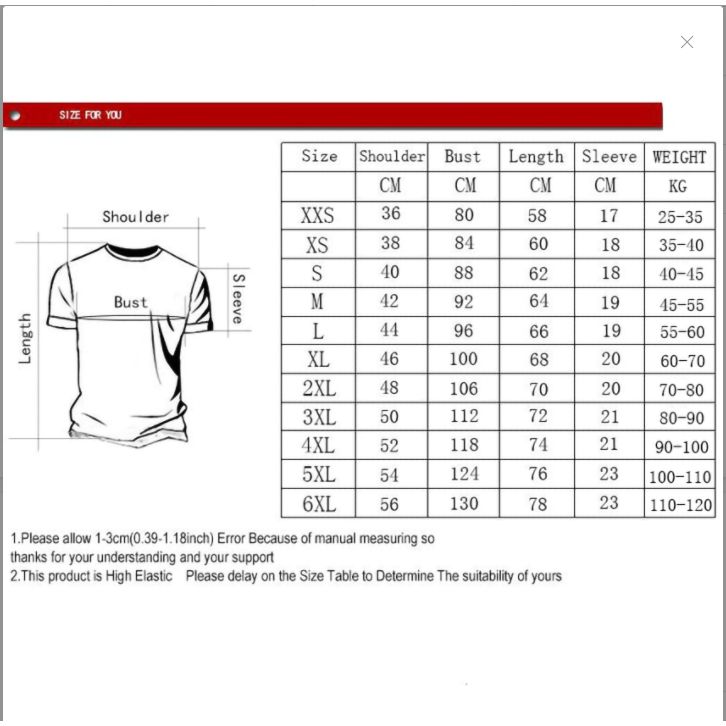 SIZE FOR YOU
Size Shoulder Bust Length Sleeve WEIGHT
CM CM CM CM KG
XXS 36 80 58 17 25-35
XS 38 84 60 18 35-40
S 40 88 62 18 40-45
M 42 92 64 19 45-55
L 44 96 66 19 55-60
XL 46 100 68 20 60-70
2XL 48 106 70 20 70-80
3XL 50 112 72 21 80-90
4XL 52 118 74 21 90-100
5XL 54 124 76 23 100-110
6XL 56 130 78 23 110-120
Shoulder
Bust
Sleeve
Length
1.Please allow 1-3cm(0.39-1.18inch) Error Because of manual measuring so
thanks for your understanding and your support
2.This product is High Elastic Please delay on the Size Table to Determine The suitability of yours